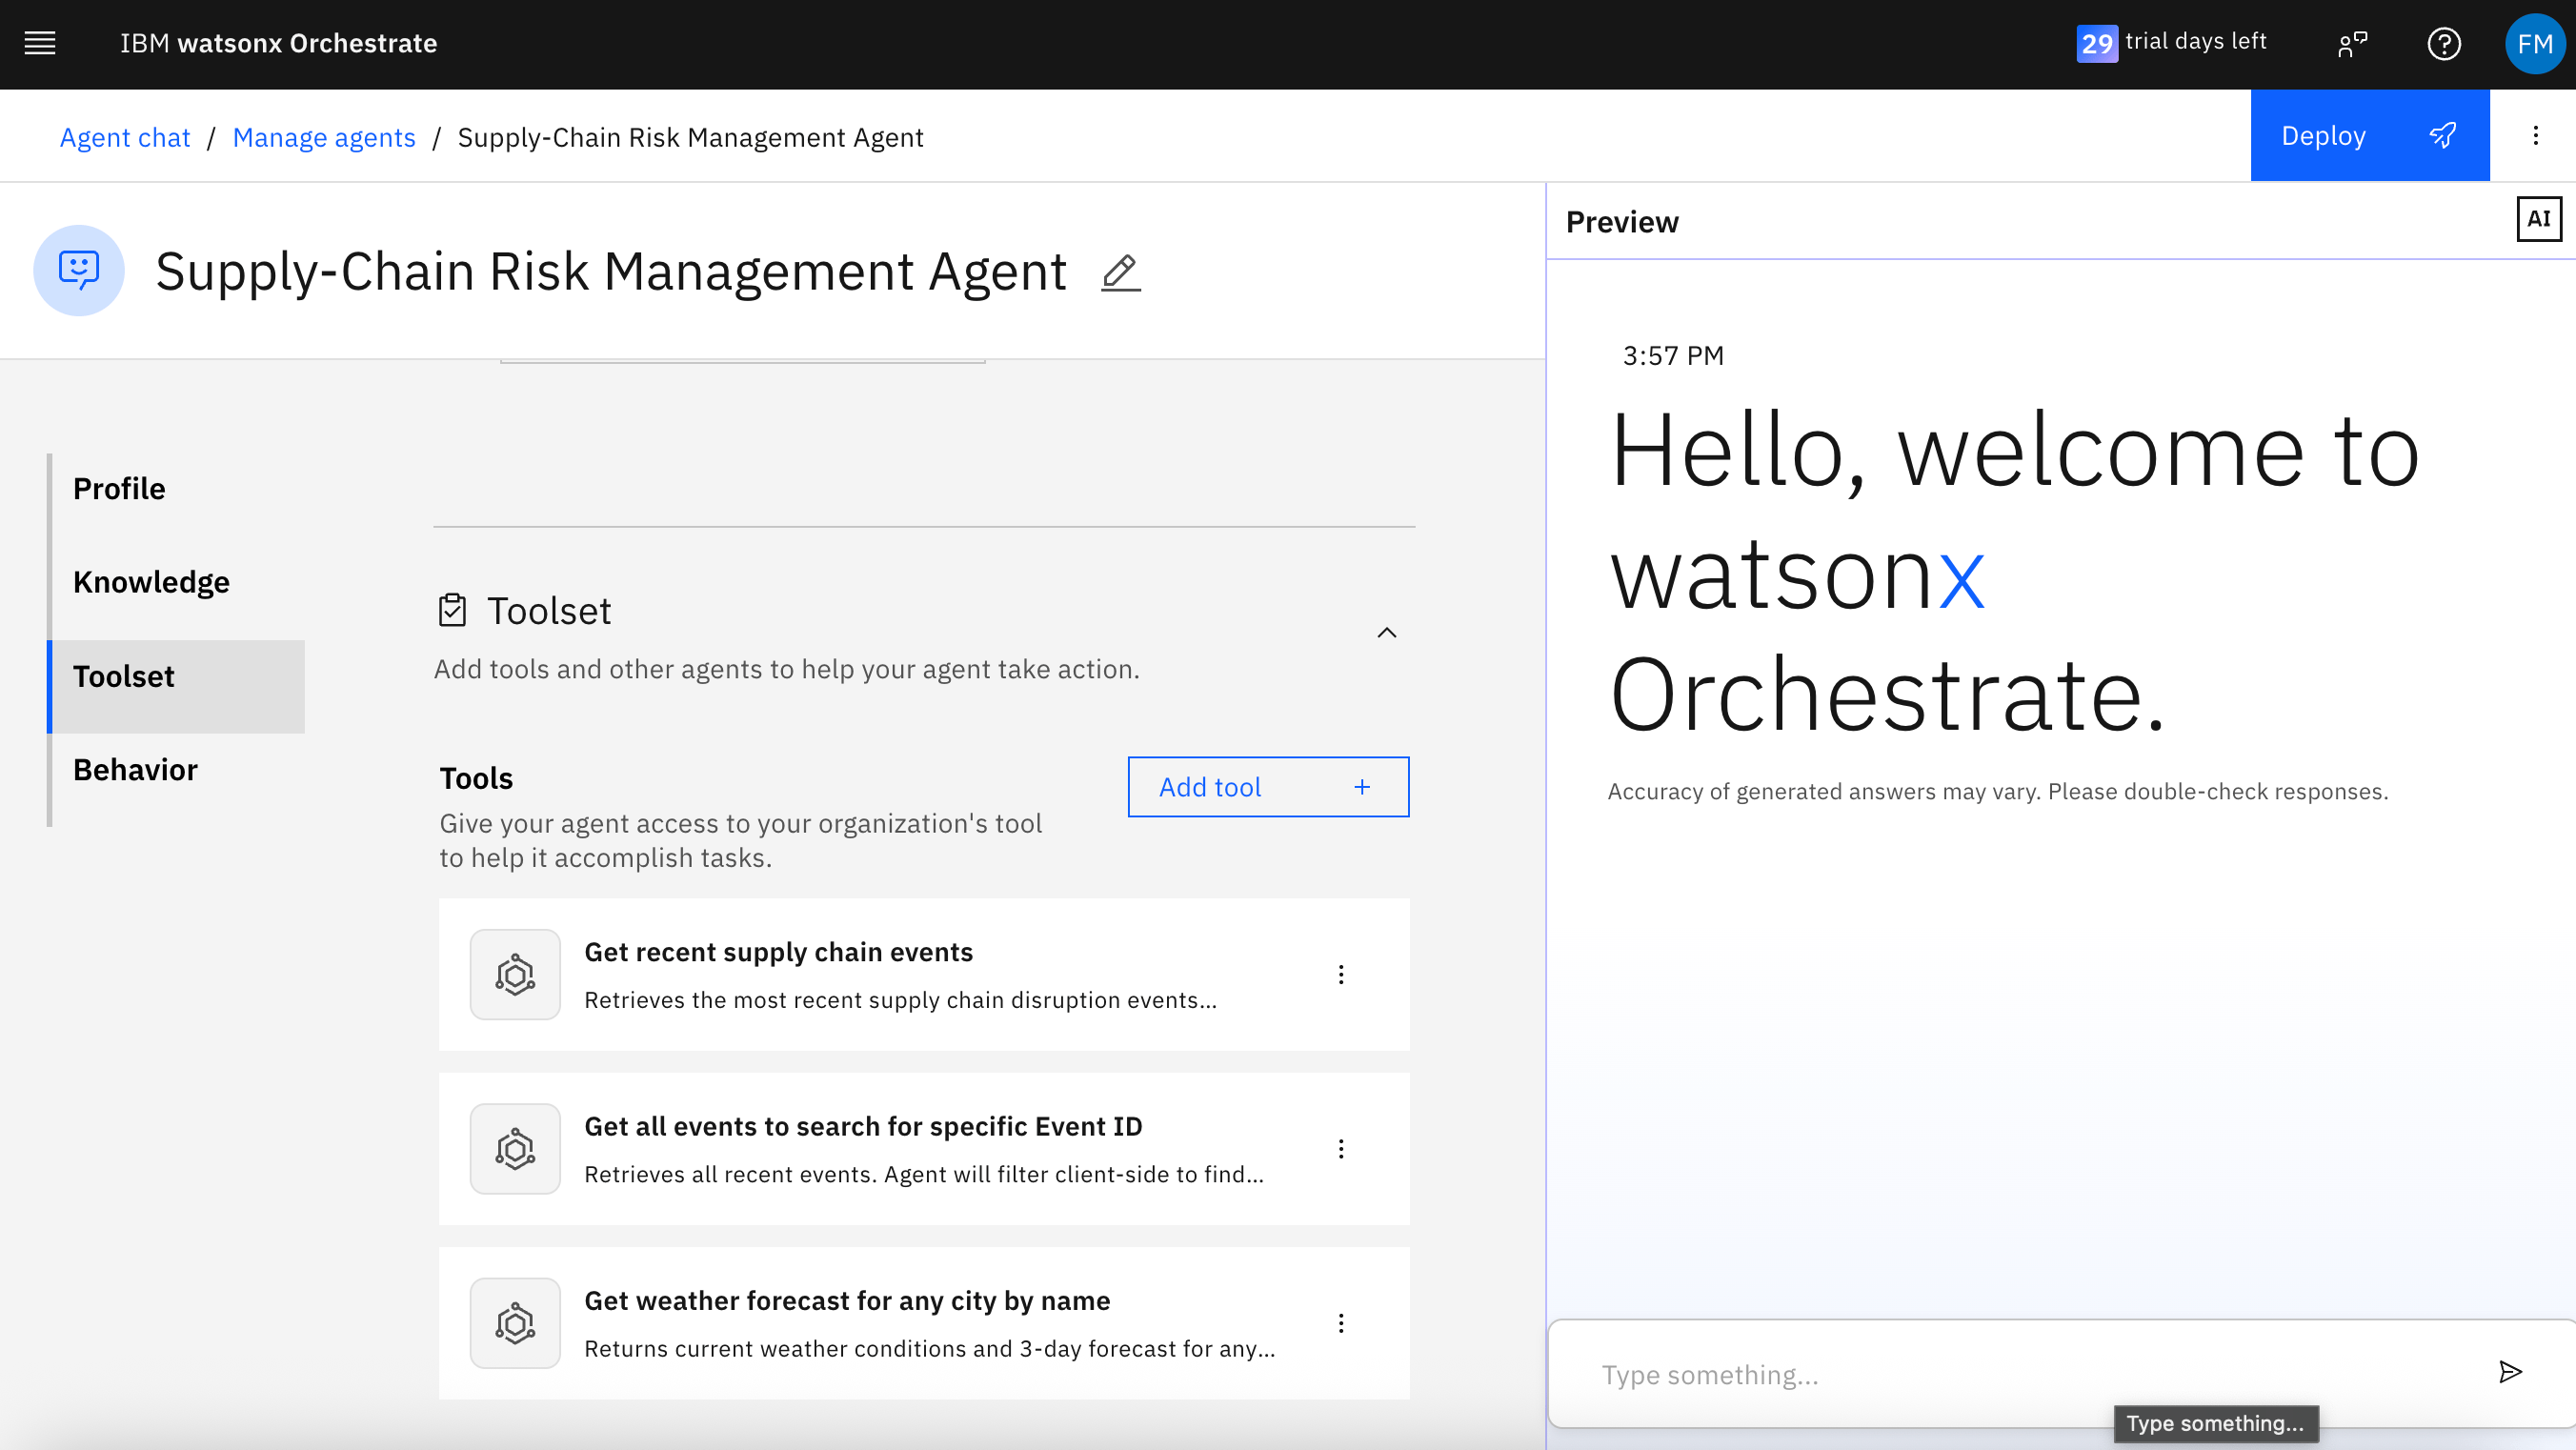 IBM watsonx Orchestrate
29 trial days left
FM
Agent chat / Manage agents / Supply-Chain Risk Management Agent
Deploy
Supply-Chain Risk Management Agent
Profile
Knowledge
Toolset
Behavior
Toolset
Add tools and other agents to help your agent take action.
Tools
Add tool +
Give your agent access to your organization's tool
to help it accomplish tasks.
Get recent supply chain events
Retrieves the most recent supply chain disruption events...
Get all events to search for specific Event ID
Retrieves all recent events. Agent will filter client-side to find...
Get weather forecast for any city by name
Returns current weather conditions and 3-day forecast for any...
Preview
AI
3:57 PM
Hello, welcome to
watsonx
Orchestrate.
Accuracy of generated answers may vary. Please double-check responses.
Type something...
Type something...